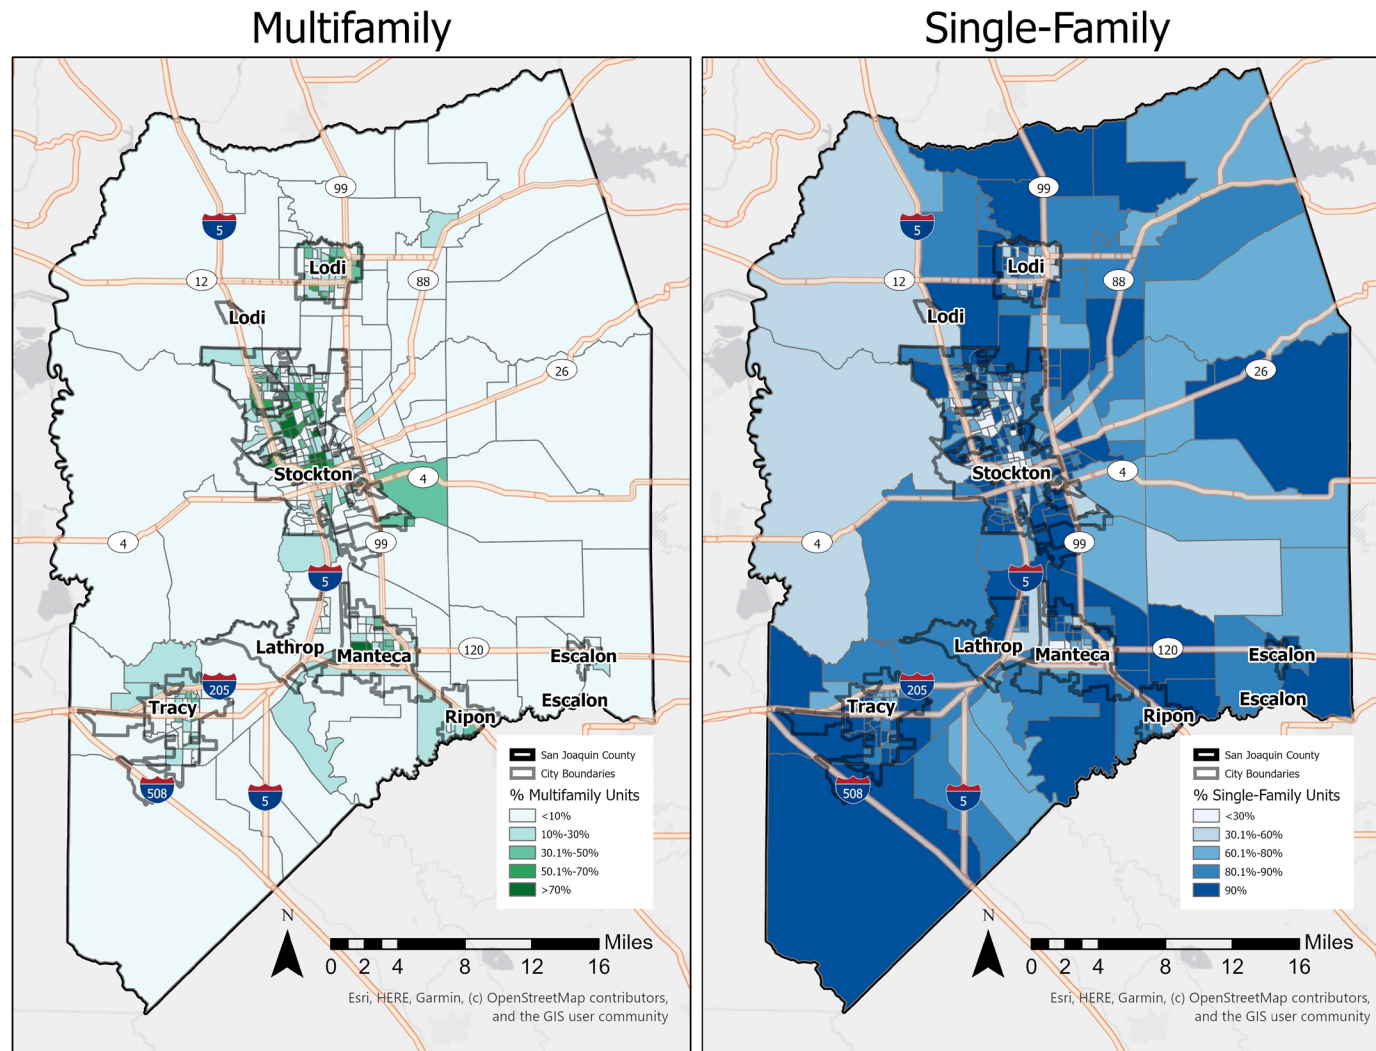 Multifamily
99
5
Lodi
12
88
Lodi
26
Stockton
4
4
99
5
Lathrop
Manteca
120
Escalon
205
Tracy
Escalon
Ripon
508
5
San Joaquin County
City Boundaries
% Multifamily Units
<10%
10%-30%
30.1%-50%
50.1%-70%
>70%
N
Miles
0 2 4 8 12 16
Esri, HERE, Garmin, (c) OpenStreetMap contributors,
and the GIS user community
Single-Family
99
5
Lodi
12
88
Lodi
26
Stockton
4
4
99
5
Lathrop
Manteca
120
Escalon
205
Tracy
Escalon
Ripon
508
5
San Joaquin County
City Boundaries
% Single-Family Units
<30%
30.1%-60%
60.1%-80%
80.1%-90%
90%
N
Miles
0 2 4 8 12 16
Esri, HERE, Garmin, (c) OpenStreetMap contributors,
and the GIS user community